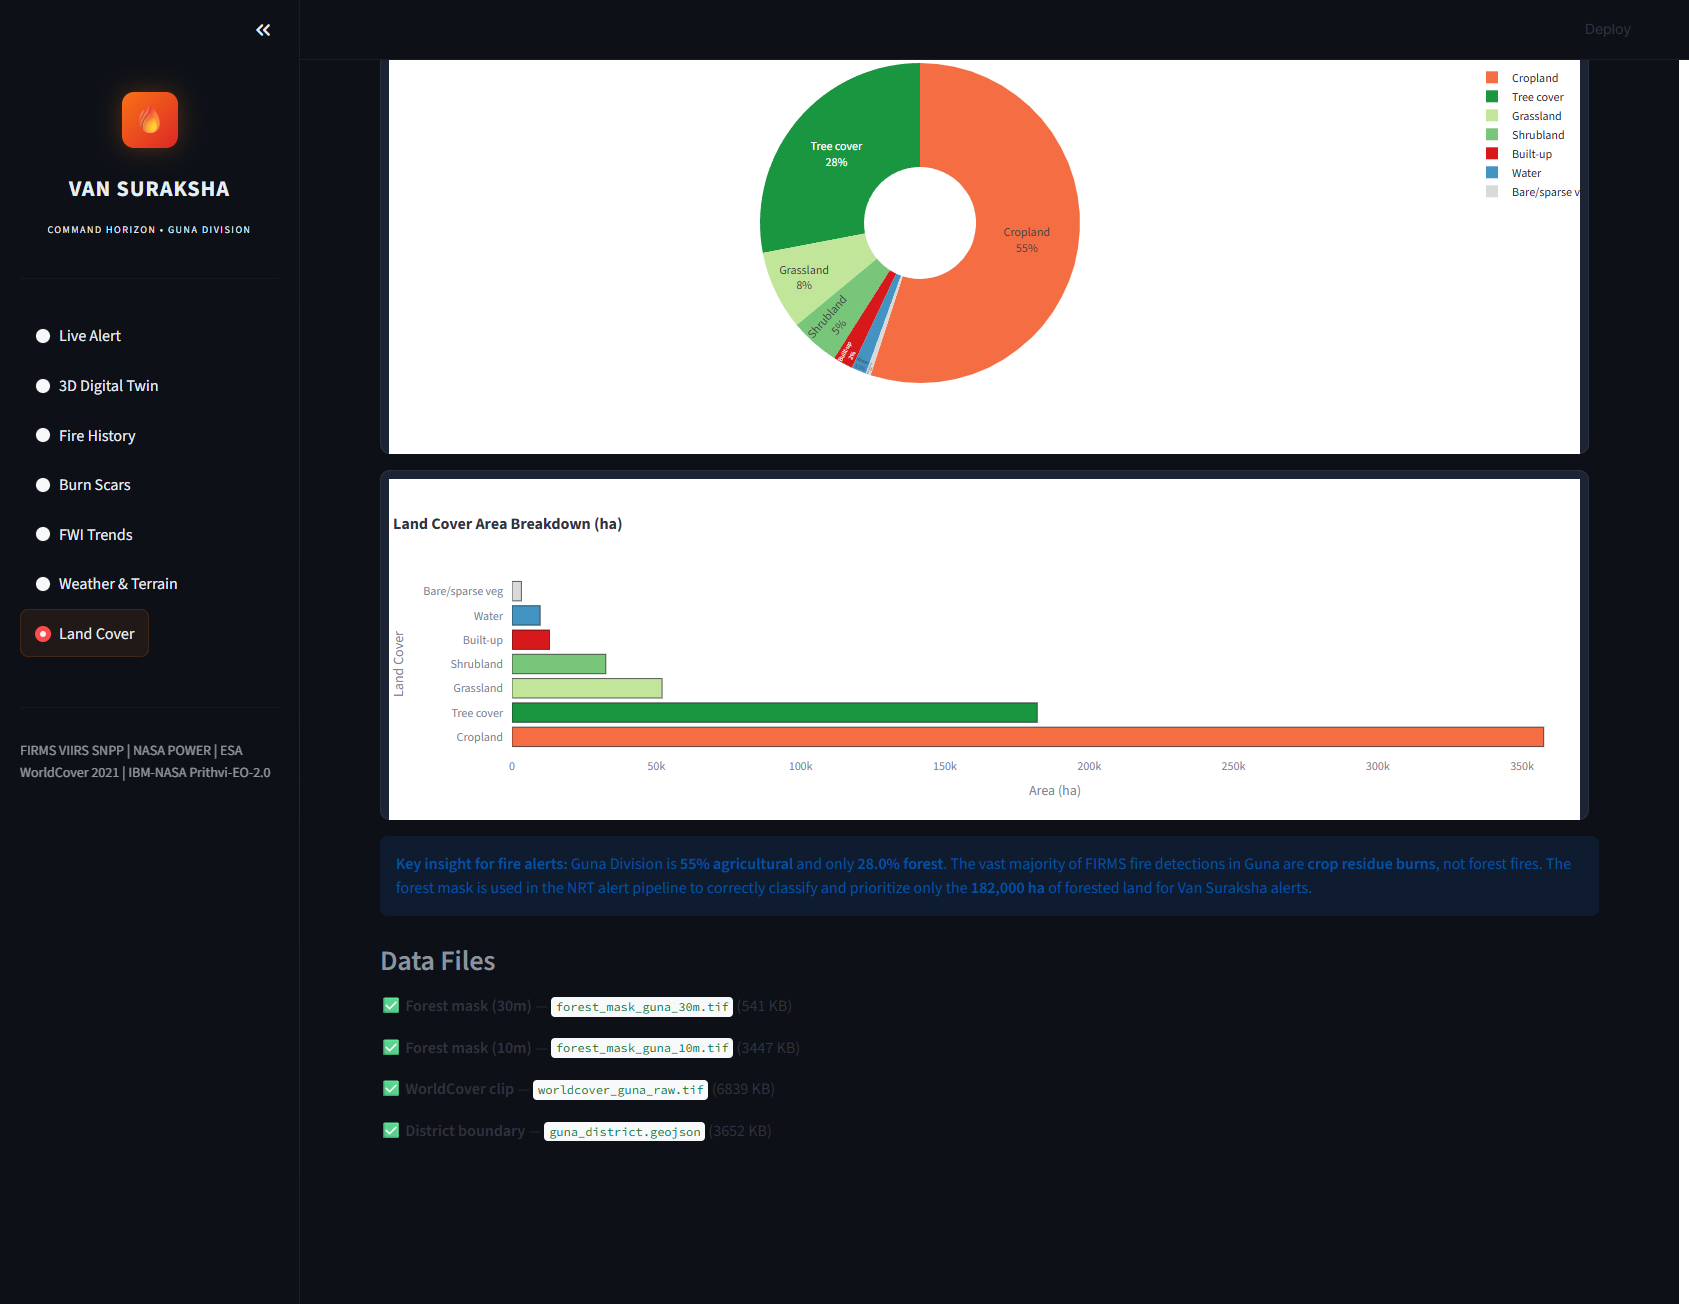 Deploy
VAN SURAKSHA
COMMAND HORIZON • GUNA DIVISION
Live Alert
3D Digital Twin
Fire History
Burn Scars
FWI Trends
Weather & Terrain
Land Cover
FIRMS VIIRS SNPP | NASA POWER | ESA
WorldCover 2021 | IBM-NASA Prithvi-EO-2.0
Tree cover
28%
Cropland
55%
Grassland
8%
Shrubland
5%
Built-up
2%
Cropland
Tree cover
Grassland
Shrubland
Built-up
Water
Bare/sparse v
Land Cover Area Breakdown (ha)
Land Cover
Bare/sparse veg
Water
Built-up
Shrubland
Grassland
Tree cover
Cropland
0 50k 100k 150k 200k 250k 300k 350k
Area (ha)
Key insight for fire alerts: Guna Division is 55% agricultural and only 28.0% forest. The vast majority of FIRMS fire detections in Guna are crop residue burns, not forest fires. The
forest mask is used in the NRT alert pipeline to correctly classify and prioritize only the 182,000 ha of forested land for Van Suraksha alerts.
Data Files
Forest mask (30m) — forest_mask_guna_30m.tif (541 KB)
Forest mask (10m) — forest_mask_guna_10m.tif (3447 KB)
WorldCover clip — worldcover_guna_raw.tif (6839 KB)
District boundary — guna_district.geojson (3652 KB)